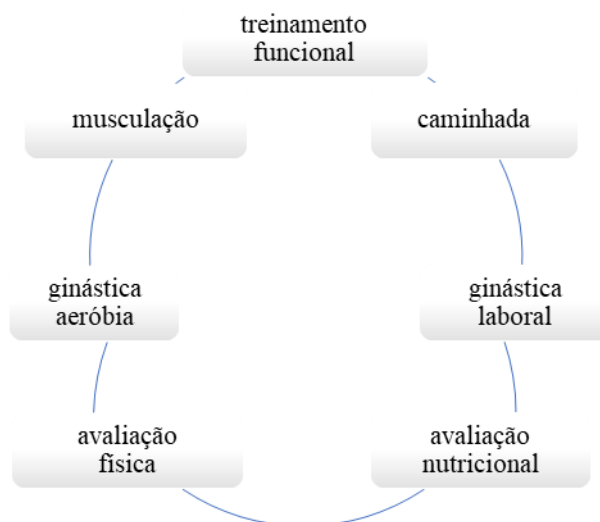 treinamento
funcional
musculação
caminhada
ginástica
aeróbia
ginástica
laboral
avaliação
física
avaliação
nutricional